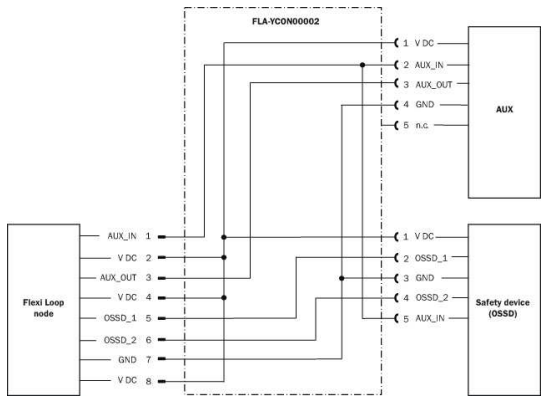 FLA-YCON00002
1 V DC
2 AUX_IN
3 AUX_OUT
4 GND
5 n.c.
AUX
AUX_IN 1
V DC 2
AUX_OUT 3
V DC 4
OSSD_1 5
OSSD_2 6
GND 7
V DC 8
Flexi Loop
node
1 V DC
2 OSSD_1
3 GND
4 OSSD_2
5 AUX_IN
Safety device
(OSSD)